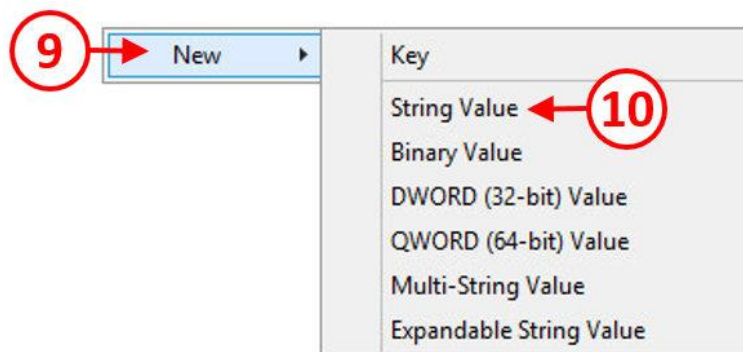 9 New Key
String Value 10
Binary Value
DWORD (32-bit) Value
QWORD (64-bit) Value
Multi-String Value
Expandable String Value